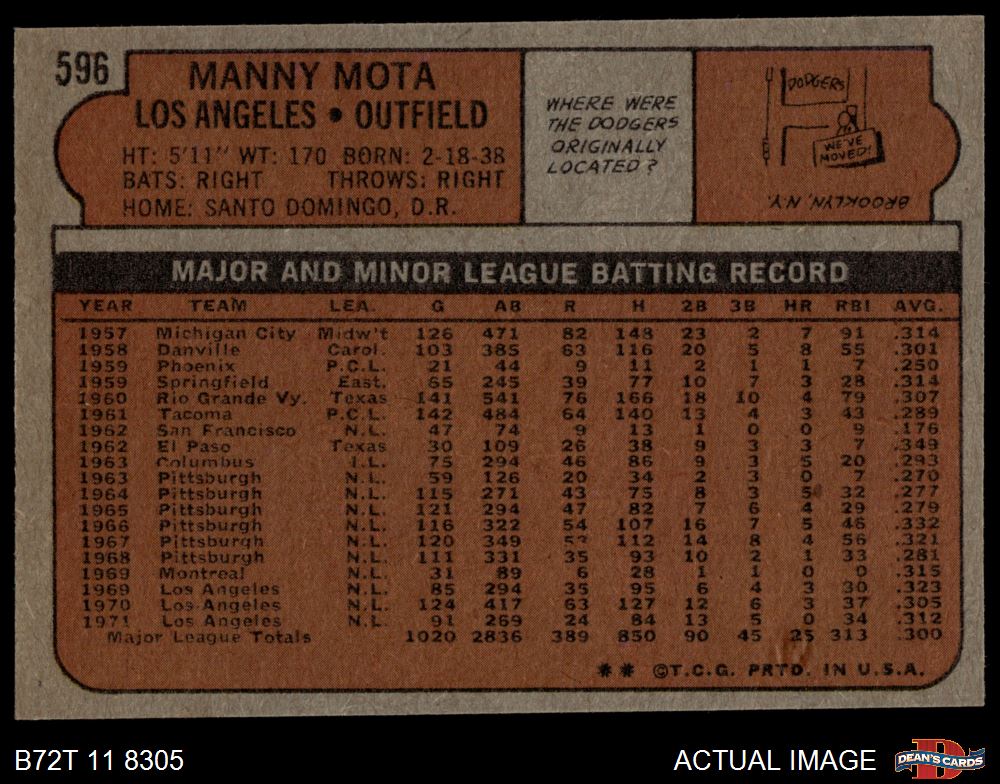 596
MANNY MOTA
LOS ANGELES • OUTFIELD
HT: 5'11" WT: 170 BORN: 2-18-38
BATS: RIGHT THROWS: RIGHT
HOME: SANTO DOMINGO, D.R.
WHERE WERE
THE DODGERS
ORIGINALLY
LOCATED?
DODGERS
WE'VE
MOVED!
BROOKLYN, N.Y.
MAJOR AND MINOR LEAGUE BATTING RECORD
YEAR TEAM LEA. G AB R H 2B 3B HR RBI AVG.
1957 Michigan City Midw't 126 471 82 148 23 2 7 91 .314
1958 Danville Carol. 103 385 63 116 20 5 8 55 .301
1959 Phoenix P.C.L. 21 44 9 11 2 1 1 7 .250
1959 Springfield East. 65 245 39 77 10 7 3 28 .314
1960 Rio Grande Vy. Texas 141 541 76 166 18 10 4 79 .307
1961 Tacoma P.C.L. 142 484 64 140 13 4 3 43 .289
1962 San Francisco N.L. 47 74 9 13 1 0 0 9 .176
1962 El Paso Texas 30 109 26 38 9 3 3 7 .349
1963 Columbus I.L. 75 294 46 86 9 3 5 20 .293
1963 Pittsburgh N.L. 59 126 20 34 2 3 0 7 .270
1964 Pittsburgh N.L. 115 271 43 75 8 3 5 32 .277
1965 Pittsburgh N.L. 121 294 47 82 7 6 4 29 .279
1966 Pittsburgh N.L. 116 322 54 107 16 7 5 46 .332
1967 Pittsburgh N.L. 120 349 112 14 8 4 56 .321
1968 Pittsburgh N.L. 111 331 35 93 10 2 1 33 .281
1969 Montreal N.L. 31 89 6 28 1 1 0 0 .315
1969 Los Angeles N.L. 85 294 35 95 6 4 3 30 .323
1970 Los Angeles N.L. 124 417 63 127 12 6 3 37 .305
1971 Los Angeles N.L. 91 269 24 84 13 5 0 34 .312
Major League Totals 1020 2836 389 850 90 45 25 313 .300
** ©T.C.G. PRTD. IN U.S.A.
B72T 11 8305
ACTUAL IMAGE
D
DEAN'S CARDS